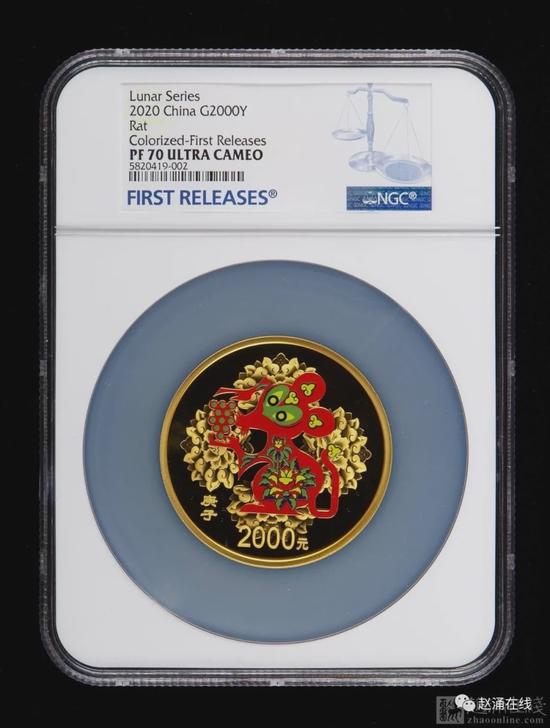 Lunar Series
2020 China G2000Y
Rat
Colorized-First Releases
PF 70 ULTRA CAMEO
5820419-002
FIRST RELEASES®
NGC®
庚子
2000元
赵涌在线
zhaoonline.com